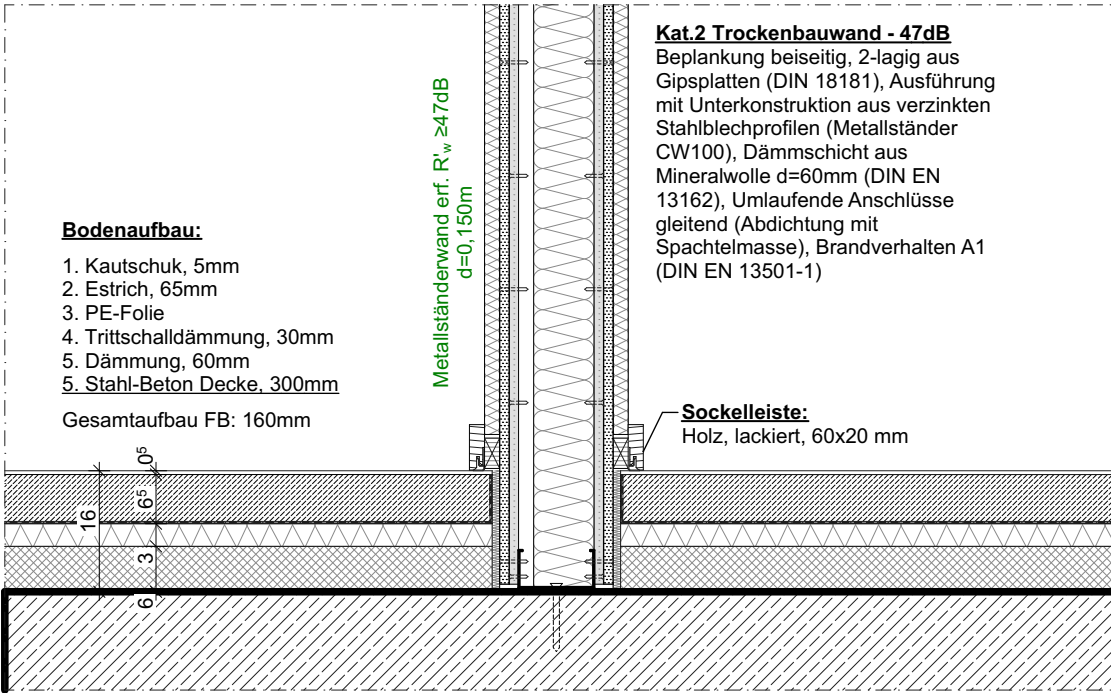 Kat.2 Trockenbauwand - 47dB
Beplankung beiseitig, 2-lagig aus
Gipsplatten (DIN 18181), Ausführung
mit Unterkonstruktion aus verzinkten
Stahlblechprofilen (Metallständer
CW100), Dämmschicht aus
Mineralwolle d=60mm (DIN EN
13162), Umlaufende Anschlüsse
gleitend (Abdichtung mit
Spachtelmasse), Brandverhalten A1
(DIN EN 13501-1)
Metallständerwand erf. R'w ≥47dB
d=0,150m
Bodenaufbau:
1. Kautschuk, 5mm
2. Estrich, 65mm
3. PE-Folie
4. Trittschalldämmung, 30mm
5. Dämmung, 60mm
5. Stahl-Beton Decke, 300mm
Gesamtaufbau FB: 160mm
Sockelleiste:
Holz, lackiert, 60x20 mm
16
0⁵
6⁵
3
6